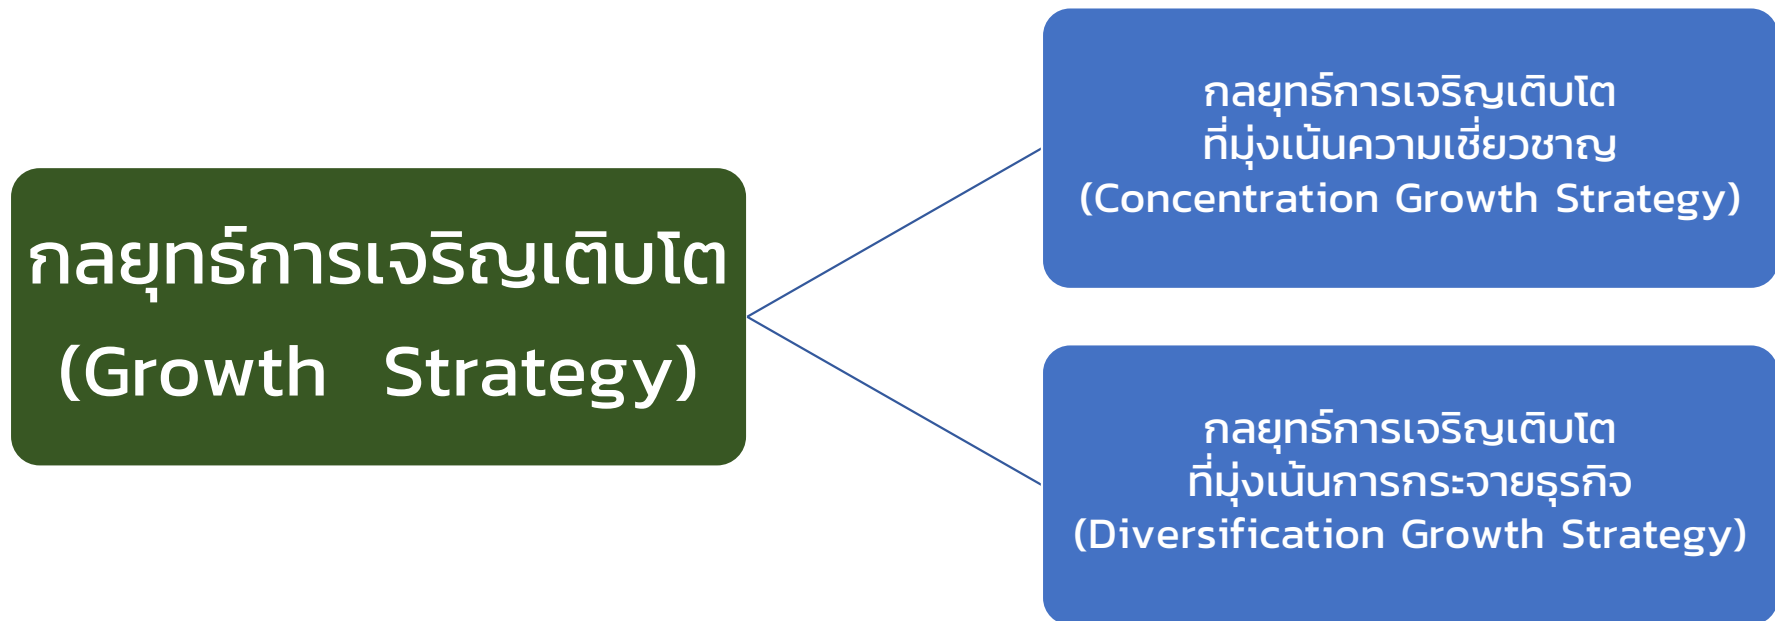 กลยุทธ์การเจริญเติบโต
(Growth Strategy)
กลยุทธ์การเจริญเติบโต
ที่มุ่งเน้นความเชี่ยวชาญ
(Concentration Growth Strategy)
กลยุทธ์การเจริญเติบโต
ที่มุ่งเน้นการกระจายธุรกิจ
(Diversification Growth Strategy)